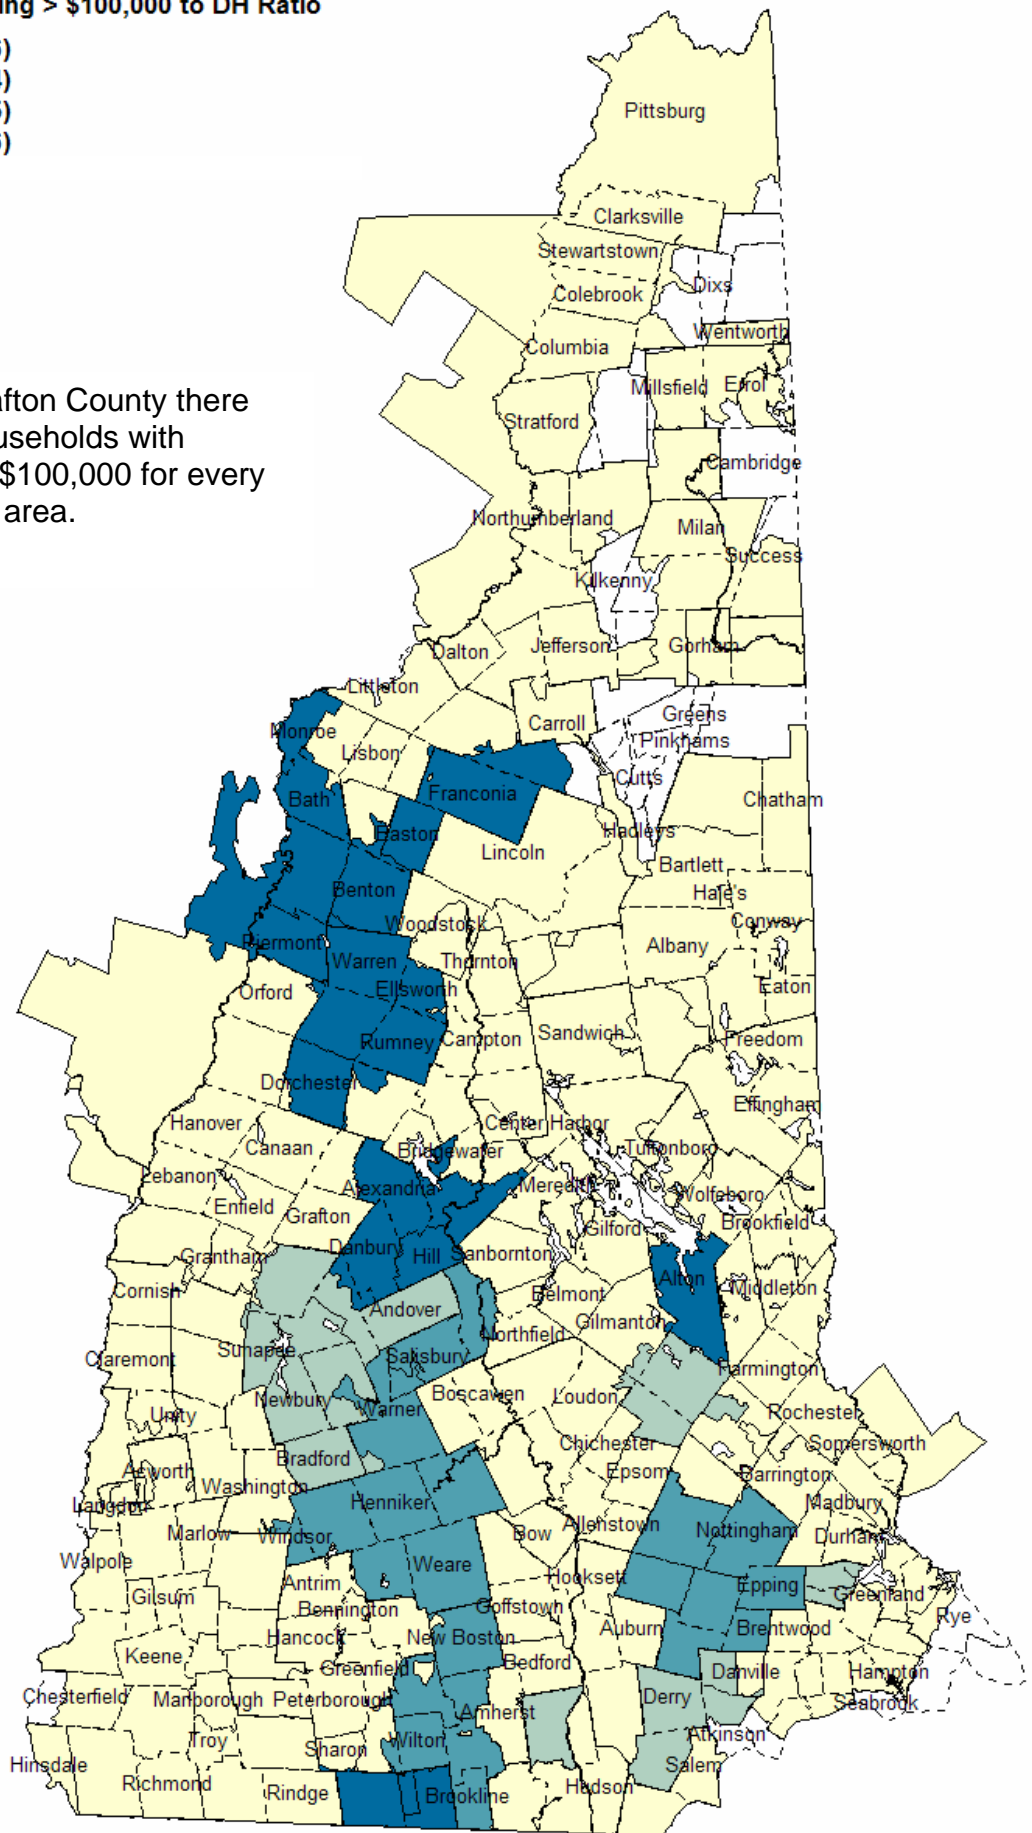 ing > $100,000 to DH Ratio
Pittsburg
Clarksville
Stewartstown
Dixs
Colebrook
Wentworth
Columbia
Millsfield
Errol
afton County there
Stratford
useholds with
Cambridge
$100,000 for every
area.
Northumberland
Milan
Success
Kilkenny
Dalton
Jefferson
Gorham
Littleton
Greens
Carroll
Monroe
Pinkhams
Lisbon
Cutts
Franconia
Bath
Chatham
Easton
Hadleys
Lincoln
Bartlett
Benton
Hale's
Woodstock
Conway
Piermont
Albany
Warren
Thornton
Ellsworth
Orford
Eaton
Sandwich
Rumney
Campton
Freedom
Dorchester
Effingham
Hanover
Center Harbor
Canaan
Bridgewater
Tuftonboro
Lebanon
Alexandria
Meredith
Wolfeboro
Enfield
Grafton
Gilford
Brookfield
Danbury
Hill
Sanbornton
Grantham
Alton
Cornish
Belmont
Middleton
Andover
Gilmanton
Northfield
Sunapee
Salisbury
Claremont
Farmington
Newbury
Boscawen
Loudon
Warner
Unity
Rochester
Chichester
Somersworth
Bradford
Acworth
Epsom
Barrington
Washington
Langdon
Henniker
Madbury
Marlow
Windsor
Bow
Allenstown
Nottingham
Durham
Walpole
Weare
Antrim
Hooksett
Epping
Gilsum
Greenland
Bennington
Goffstown
Rye
Hancock
New Boston
Auburn
Brentwood
Keene
Bedford
Greenfield
Danville
Hampton
Chesterfield
Marlborough
Peterborough
Derry
Seabrook
Amherst
Atkinson
Troy
Sharon
Wilton
Hinsdale
Salem
Richmond
Rindge
Brookline
Hudson